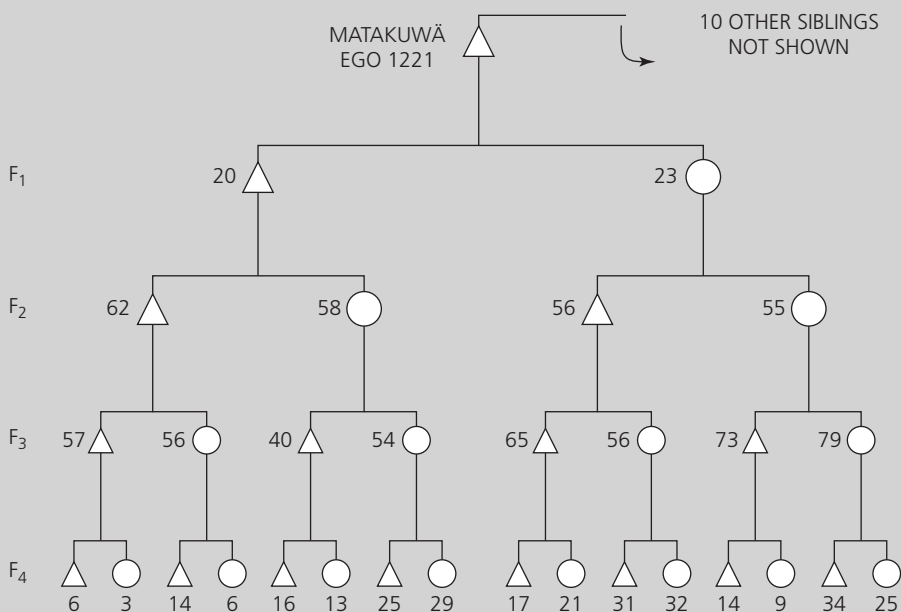 MATAKUWÄ
EGO 1221
10 OTHER SIBLINGS
NOT SHOWN
F₁ 20 23
F₂ 62 58 56 55
F₃ 57 56 40 54 65 56 73 79
F₄
6 3 14 6 16 13 25 29 17 21 31 32 14 9 34 25